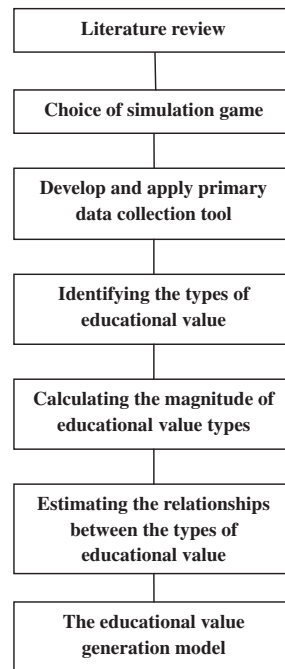 Literature review
Choice of simulation game
Develop and apply primary
data collection tool
Identifying the types of
educational value
Calculating the magnitude of
educational value types
Estimating the relationships
between the types of
educational value
The educational value
generation model